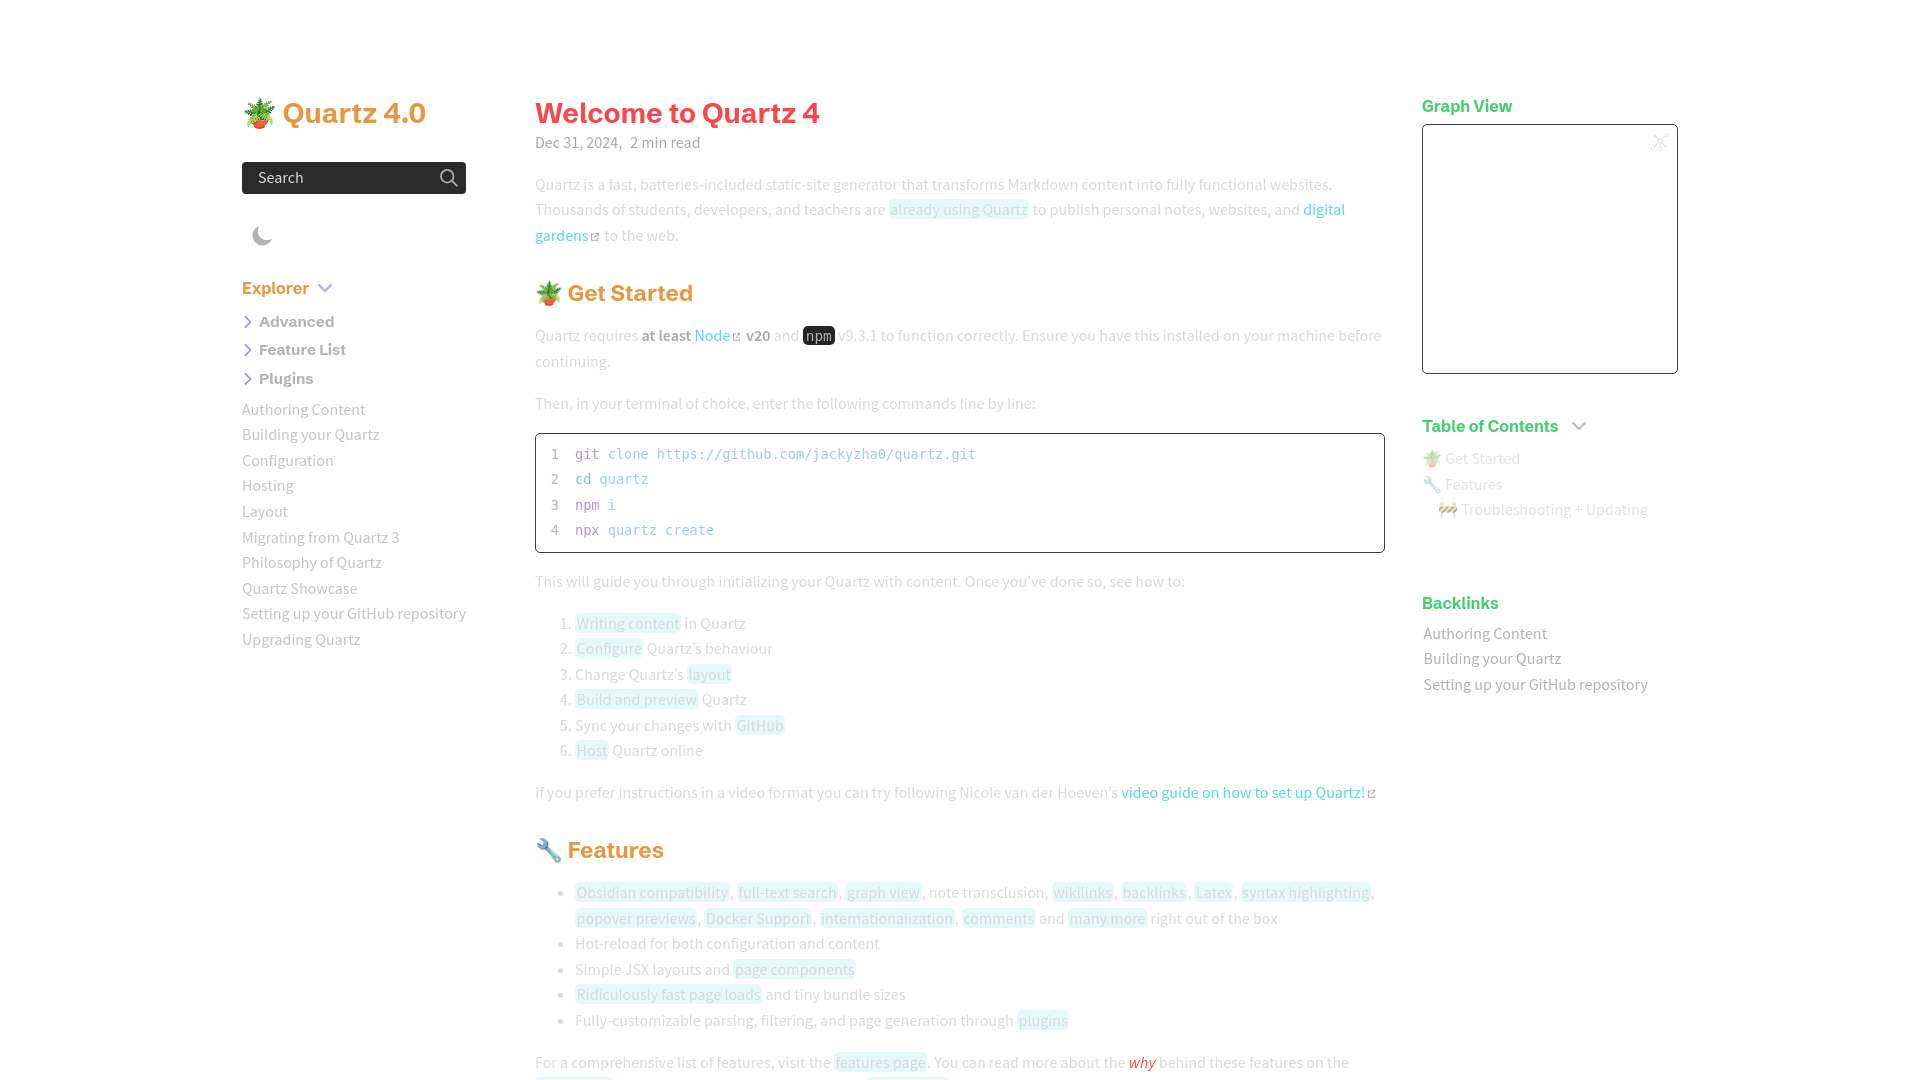 🪴 Quartz 4.0
Search
Explorer
Advanced
Feature List
Plugins
Authoring Content
Building your Quartz
Configuration
Hosting
Layout
Migrating from Quartz 3
Philosophy of Quartz
Quartz Showcase
Setting up your GitHub repository
Upgrading Quartz
Welcome to Quartz 4
Dec 31, 2024, 2 min read
Quartz is a fast, batteries-included static-site generator that transforms Markdown content into fully functional websites.
Thousands of students, developers, and teachers are already using Quartz to publish personal notes, websites, and digital
gardens to the web.
🪴 Get Started
Quartz requires at least Node v20 and npm v9.3.1 to function correctly. Ensure you have this installed on your machine before
continuing.
Then, in your terminal of choice, enter the following commands line by line:
1 git clone https://github.com/jackyzha0/quartz.git
2 cd quartz
3 npm i
4 npx quartz create
This will guide you through initializing your Quartz with content. Once you’ve done so, see how to:
1. Writing content in Quartz
2. Configure Quartz’s behaviour
3. Change Quartz’s layout
4. Build and preview Quartz
5. Sync your changes with GitHub
6. Host Quartz online
If you prefer instructions in a video format you can try following Nicole van der Hoeven’s video guide on how to set up Quartz!
🔧 Features
• Obsidian compatibility, full-text search, graph view, note transclusion, wikilinks, backlinks, Latex, syntax highlighting,
popover previews, Docker Support, internationalization, comments and many more right out of the box
• Hot-reload for both configuration and content
• Simple JSX layouts and page components
• Ridiculously fast page loads and tiny bundle sizes
• Fully-customizable parsing, filtering, and page generation through plugins
For a comprehensive list of features, visit the features page. You can read more about the why behind these features on the
Graph View
Table of Contents
🪴 Get Started
🔧 Features
🚧 Troubleshooting + Updating
Backlinks
Authoring Content
Building your Quartz
Setting up your GitHub repository